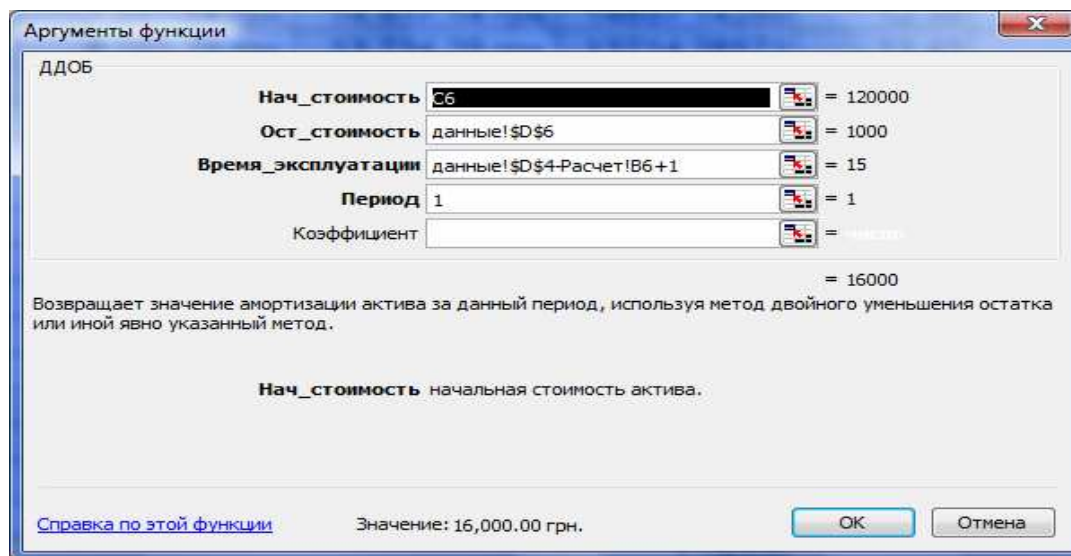 Аргументы функции
ДДОБ
Нач_стоимость C6 = 120000
Ост_стоимость данные!$D$6 = 1000
Время_эксплуатации данные!$D$4-Расчет!B6+1 = 15
Период 1 = 1
Коэффициент =
= 16000
Возвращает значение амортизации актива за данный период, используя метод двойного уменьшения остатка
или иной явно указанный метод.
Нач_стоимость начальная стоимость актива.
Справка по этой функции Значение: 16,000.00 грн. OK Отмена